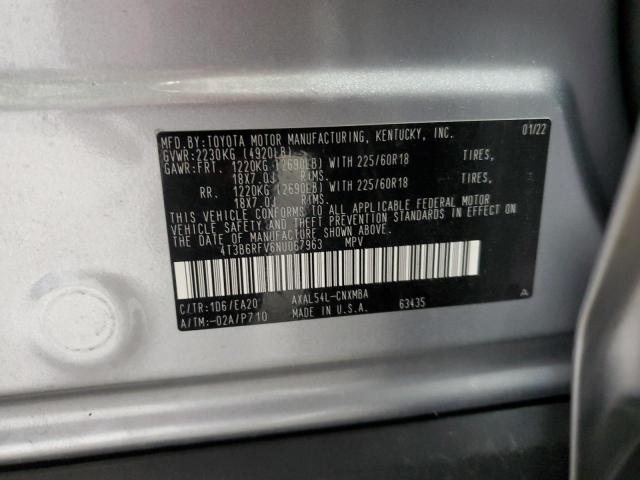 MFD.BY:TOYOTA MOTOR MANUFACTURING, KENTUCKY, INC. 01/22
GVWR:2230KG (4920LB)
GAWR:FRT. 1220KG (2690LB) WITH 225/60R18 TIRES,
18X7.0J RIMS.
RR. 1220KG (2690LB) WITH 225/60R18 TIRES,
18X7.0J RIMS.
THIS VEHICLE CONFORMS TO ALL APPLICABLE FEDERAL MOTOR
VEHICLE SAFETY AND THEFT PREVENTION STANDARDS IN EFFECT ON
THE DATE OF MANUFACTURE SHOWN ABOVE.
4T3B6RFV6NU067963 MPV
C/TR:1D6/EA20 AXAL54L-CNXMBA 63435
A/TM:-02A/P710 MADE IN U.S.A.